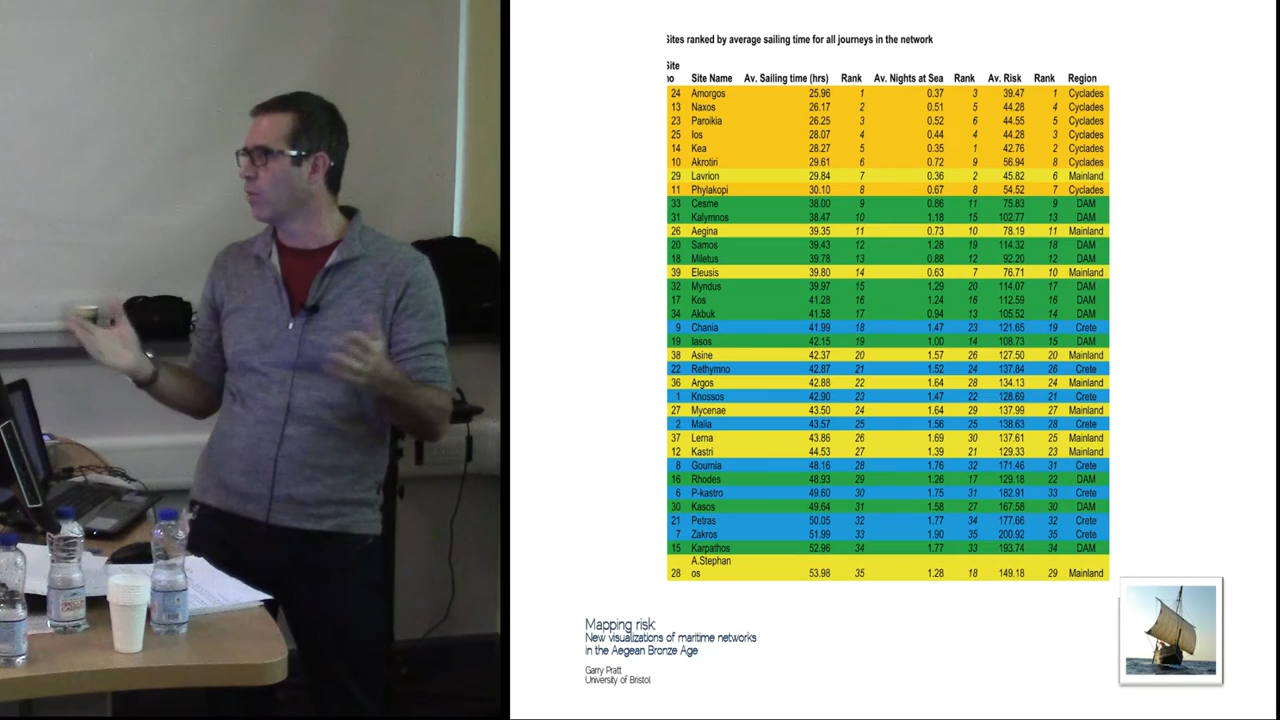 Sites ranked by average sailing time for all journeys in the network
Site no Site Name Av. Sailing time (hrs) Rank Av. Nights at Sea Rank Av. Risk Rank Region
24 Amorgos 25.96 1 0.37 3 39.47 1 Cyclades
13 Naxos 26.17 2 0.51 5 44.28 4 Cyclades
23 Paroikia 26.25 3 0.52 6 44.55 5 Cyclades
25 Ios 28.07 4 0.44 4 44.28 3 Cyclades
14 Kea 28.27 5 0.35 1 42.76 2 Cyclades
10 Akrotiri 29.61 6 0.72 9 56.94 8 Cyclades
29 Lavrion 29.84 7 0.36 2 45.82 6 Mainland
11 Phylakopi 30.10 8 0.67 8 54.52 7 Cyclades
33 Cesme 38.00 9 0.86 11 75.83 9 DAM
31 Kalymnos 38.47 10 1.18 15 102.77 13 DAM
26 Aegina 39.35 11 0.73 10 78.19 11 Mainland
20 Samos 39.43 12 1.28 19 114.32 18 DAM
18 Miletus 39.78 13 0.88 12 92.20 12 DAM
39 Eleusis 39.80 14 0.63 7 76.71 10 Mainland
32 Myndus 39.97 15 1.29 20 114.07 17 DAM
17 Kos 41.28 16 1.24 16 112.59 16 DAM
34 Akbuk 41.58 17 0.94 13 105.52 14 DAM
9 Chania 41.99 18 1.47 23 121.65 19 Crete
19 Iasos 42.15 19 1.00 14 108.73 15 DAM
38 Asine 42.37 20 1.57 26 127.50 20 Mainland
22 Rethymno 42.87 21 1.52 24 137.84 26 Crete
36 Argos 42.88 22 1.64 28 134.13 24 Mainland
1 Knossos 42.90 23 1.47 22 128.69 21 Crete
27 Mycenae 43.50 24 1.64 29 137.99 27 Mainland
2 Malia 43.57 25 1.56 25 138.63 28 Crete
37 Lerna 43.86 26 1.69 30 137.61 25 Mainland
12 Kastri 44.53 27 1.39 21 129.33 23 Mainland
8 Gournia 48.16 28 1.76 32 171.46 31 Crete
16 Rhodes 48.93 29 1.26 17 129.18 22 DAM
6 P-kastro 49.60 30 1.75 31 182.91 33 Crete
30 Kasos 49.64 31 1.58 27 167.58 30 DAM
21 Petras 50.05 32 1.77 34 177.66 32 Crete
7 Zakros 51.99 33 1.90 35 200.92 35 Crete
15 Karpathos 52.96 34 1.77 33 193.74 34 DAM
28 A.Stephanos 53.98 35 1.28 18 149.18 29 Mainland
Mapping risk:
New visualizations of maritime networks
in the Aegean Bronze Age
Garry Pratt
University of Bristol